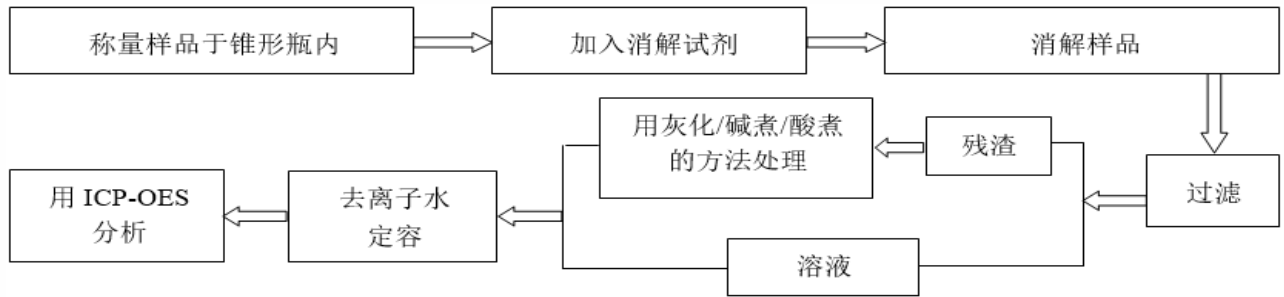 称量样品于锥形瓶内
加入消解试剂
消解样品
过滤
残渣
用灰化/碱煮/酸煮
的方法处理
溶液
去离子水
定容
用 ICP-OES
分析